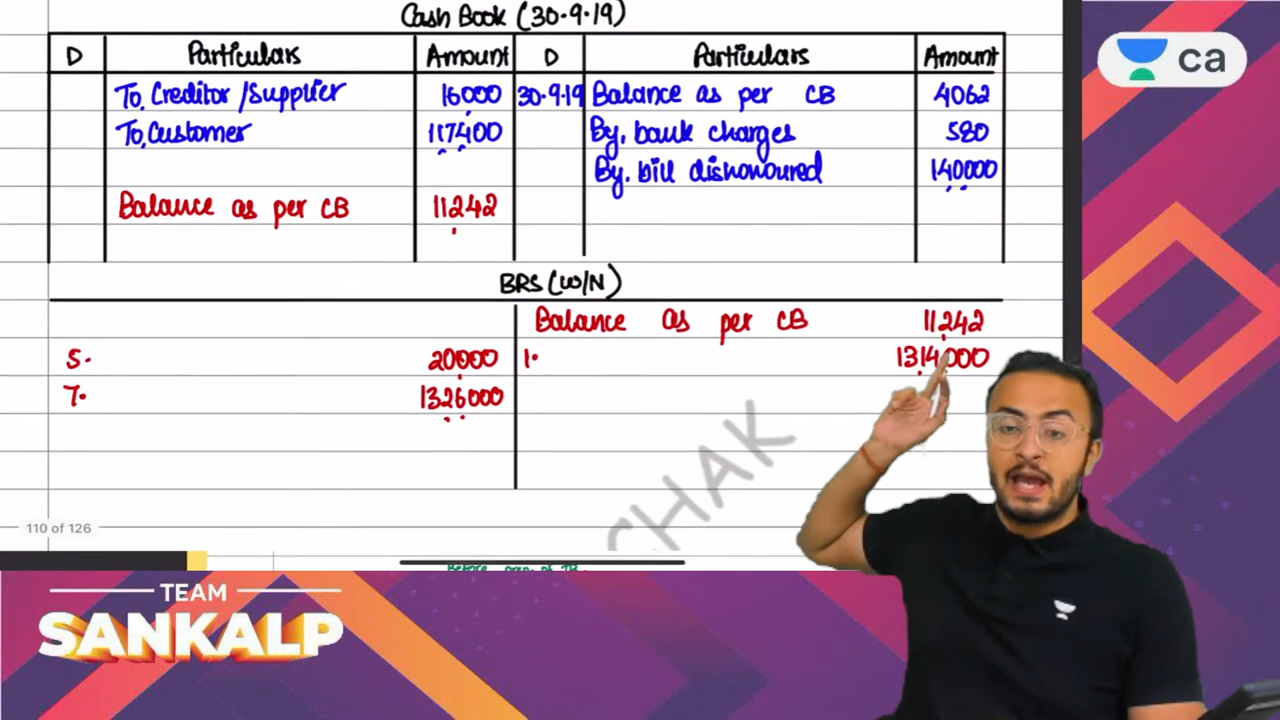 Cash Book (30.9.19)
D Particulars Amount D Particulars Amount
To, Creditor/Supplier 16000 30.9.19 Balance as per CB 4062
To, Customer 117400 By, bank charges 580
By, bill dishonoured 140000
Balance as per CB 11242
BRS (W/N)
Balance as per CB 11242
5. 20000 1. 1314000
7. 1326000
CHAK
110 of 126
ca
TEAM
SANKALP